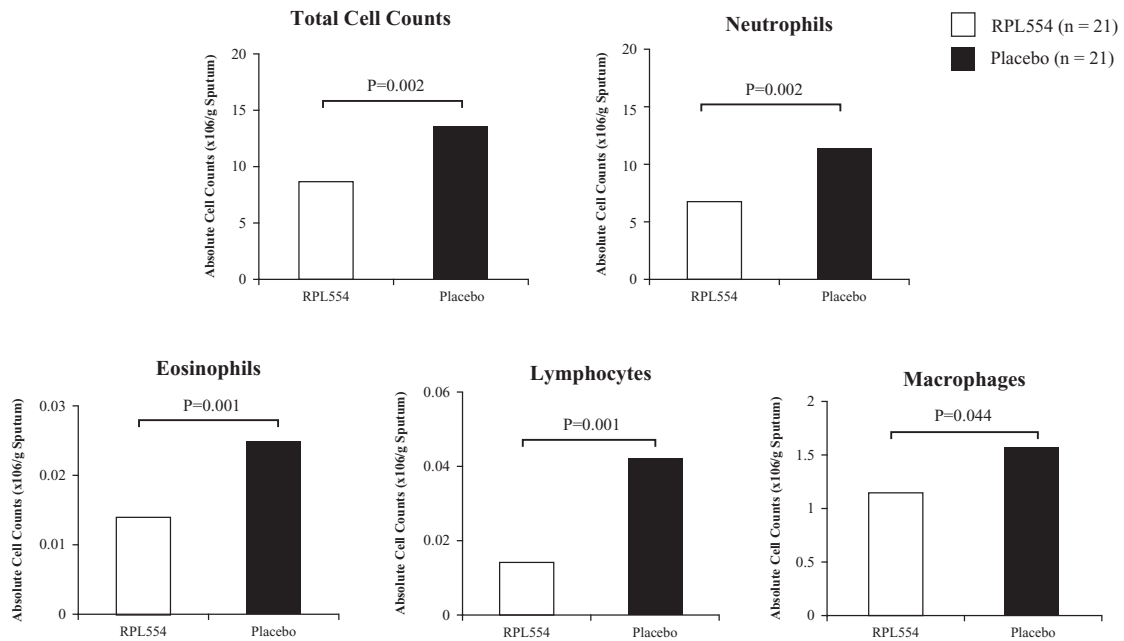 Total Cell Counts
Absolute Cell Counts (x106/g Sputum)
20
15
10
5
0
P=0.002
RPL554
Placebo
Neutrophils
Absolute Cell Counts (x106/g Sputum)
20
15
10
5
0
P=0.002
RPL554
Placebo
RPL554 (n = 21)
Placebo (n = 21)
Eosinophils
Absolute Cell Counts (x106/g Sputum)
0.03
0.02
0.01
0
P=0.001
RPL554
Placebo
Lymphocytes
Absolute Cell Counts (x106/g Sputum)
0.06
0.04
0.02
0
P=0.001
RPL554
Placebo
Macrophages
Absolute Cell Counts (x106/g Sputum)
2
1.5
1
0.5
0
P=0.044
RPL554
Placebo